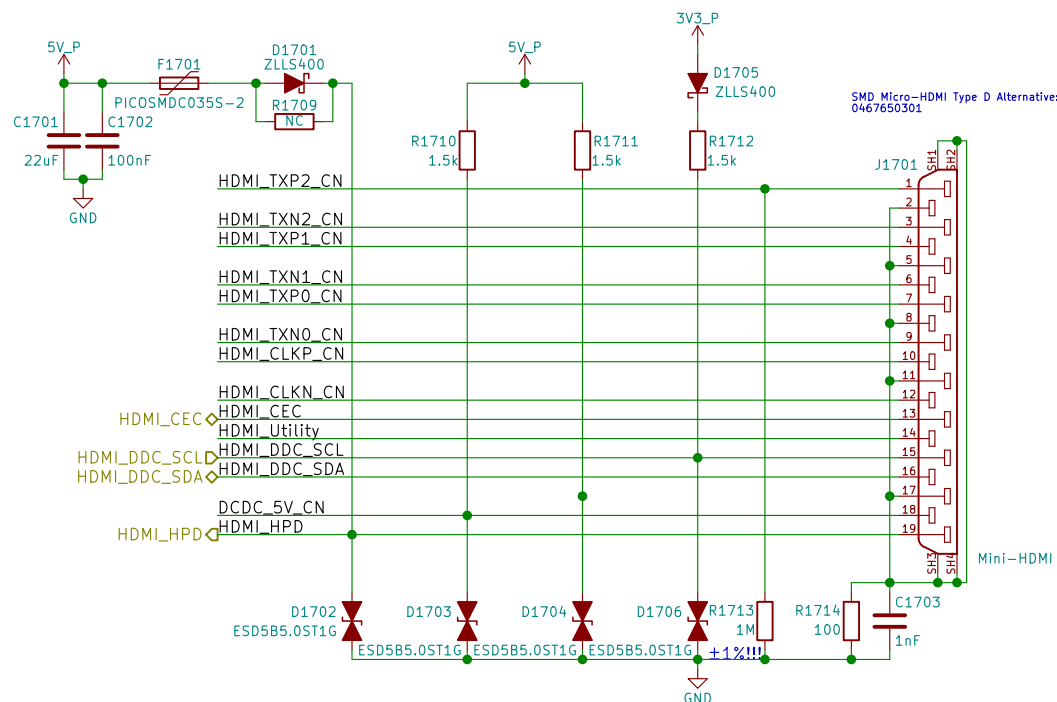 3V3_P
5V_P
5V_P
F1701
D1701
ZLLS400
D1705
ZLLS400
PICOSMDC035S-2
R1709
NC
SMD Micro-HDMI Type D Alternative:
0467650301
C1701
22uF
C1702
100nF
GND
R1710
1.5k
R1711
1.5k
R1712
1.5k
J1701
SH1
SH2
HDMI_TXP2_CN
1
2
HDMI_TXN2_CN
3
HDMI_TXP1_CN
4
5
HDMI_TXN1_CN
6
HDMI_TXP0_CN
7
8
HDMI_TXN0_CN
9
HDMI_CLKP_CN
10
11
HDMI_CLKN_CN
12
HDMI_CEC
HDMI_CEC
13
HDMI_Utility
14
HDMI_DDC_SCL
HDMI_DDC_SCL
15
HDMI_DDC_SDA
HDMI_DDC_SDA
16
17
DCDC_5V_CN
18
HDMI_HPD
HDMI_HPD
19
SH3
SH4
Mini-HDMI
D1702
ESD5B5.0ST1G
D1703
ESD5B5.0ST1G
D1704
ESD5B5.0ST1G
D1706
ESD5B5.0ST1G
R1713
1M
±1%!!!
R1714
100
C1703
1nF
GND